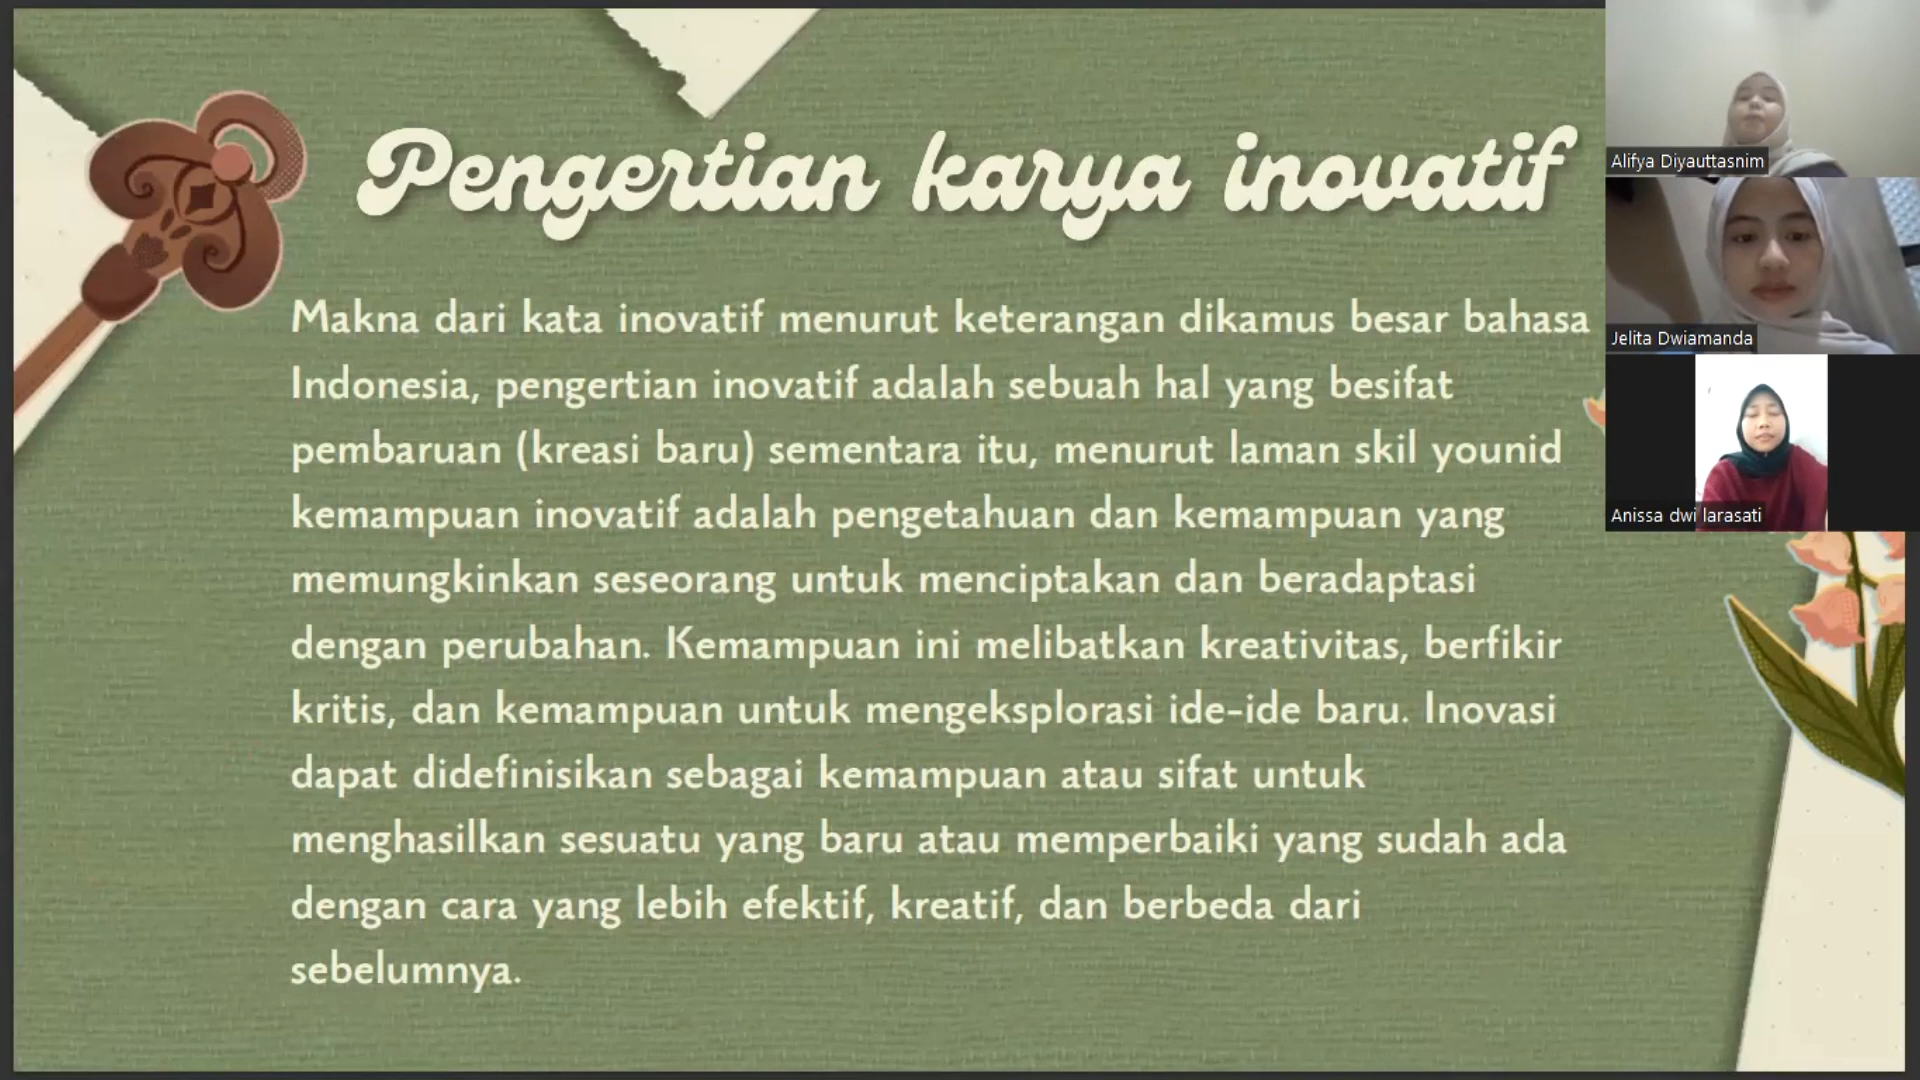 Pengertian karya inovatif
Makna dari kata inovatif menurut keterangan dikamus besar bahasa
Indonesia, pengertian inovatif adalah sebuah hal yang besifat
pembaruan (kreasi baru) sementara itu, menurut laman skil younid
kemampuan inovatif adalah pengetahuan dan kemampuan yang
memungkinkan seseorang untuk menciptakan dan beradaptasi
dengan perubahan. Kemampuan ini melibatkan kreativitas, berfikir
kritis, dan kemampuan untuk mengeksplorasi ide-ide baru. Inovasi
dapat didefinisikan sebagai kemampuan atau sifat untuk
menghasilkan sesuatu yang baru atau memperbaiki yang sudah ada
dengan cara yang lebih efektif, kreatif, dan berbeda dari
sebelumnya.
Alifya Diyauttasnim
Jelita Dwiamanda
Anissa dwi larasati